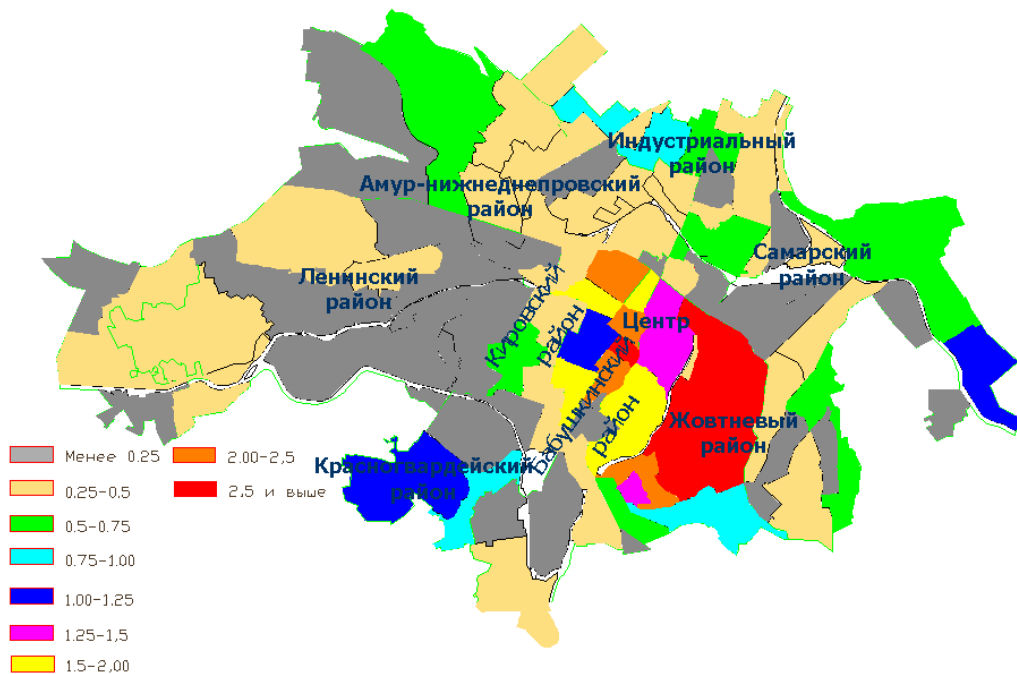 Индустриальный
район
Амур-нижнеднепровский
район
Самарский
район
Ленинский
район
Кировский
район
Центр
Бабушкинский
район
Жовтневый
район
Красногвардейский
район
Менее 0.25
0.25-0.5
0.5-0.75
0.75-1.00
1.00-1.25
1.25-1,5
1.5-2,00
2.00-2,5
2,5 и выше